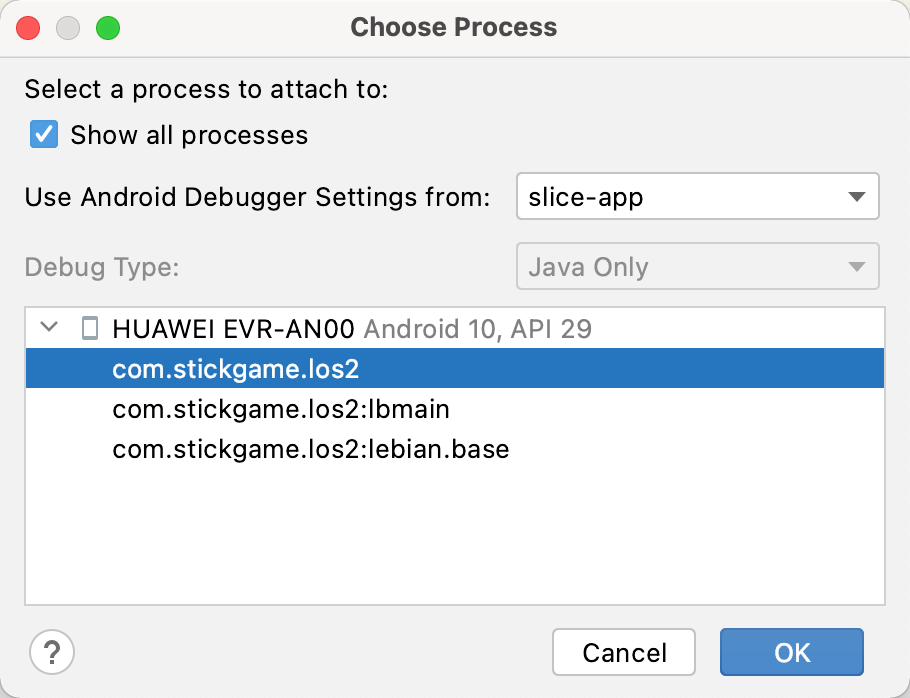 Choose Process
Select a process to attach to:
Show all processes
Use Android Debugger Settings from: slice-app
Debug Type: Java Only
HUAWEI EVR-AN00 Android 10, API 29
com.stickgame.los2
com.stickgame.los2:lbmain
com.stickgame.los2:lebian.base
? Cancel OK